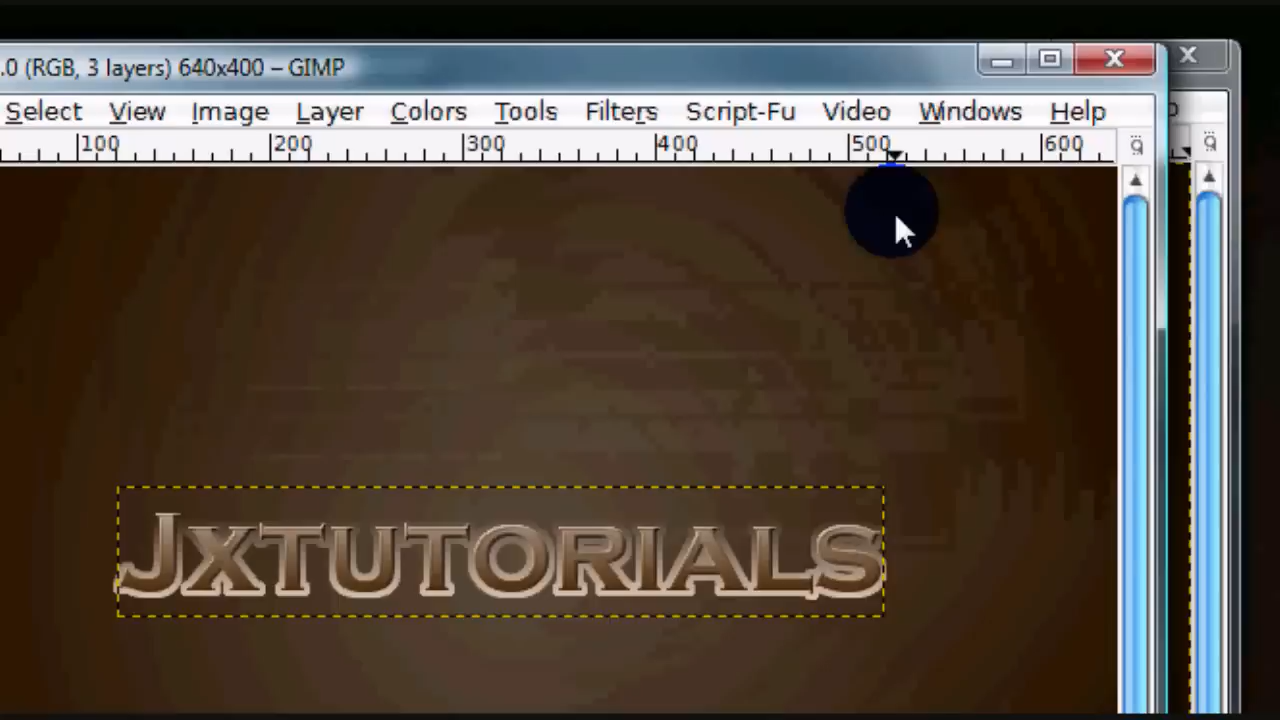 .0 (RGB, 3 layers) 640x400 – GIMP
Select View Image Layer Colors Tools Filters Script-Fu Video Windows Help
100 200 300 400 500 600
JXTUTORIALS